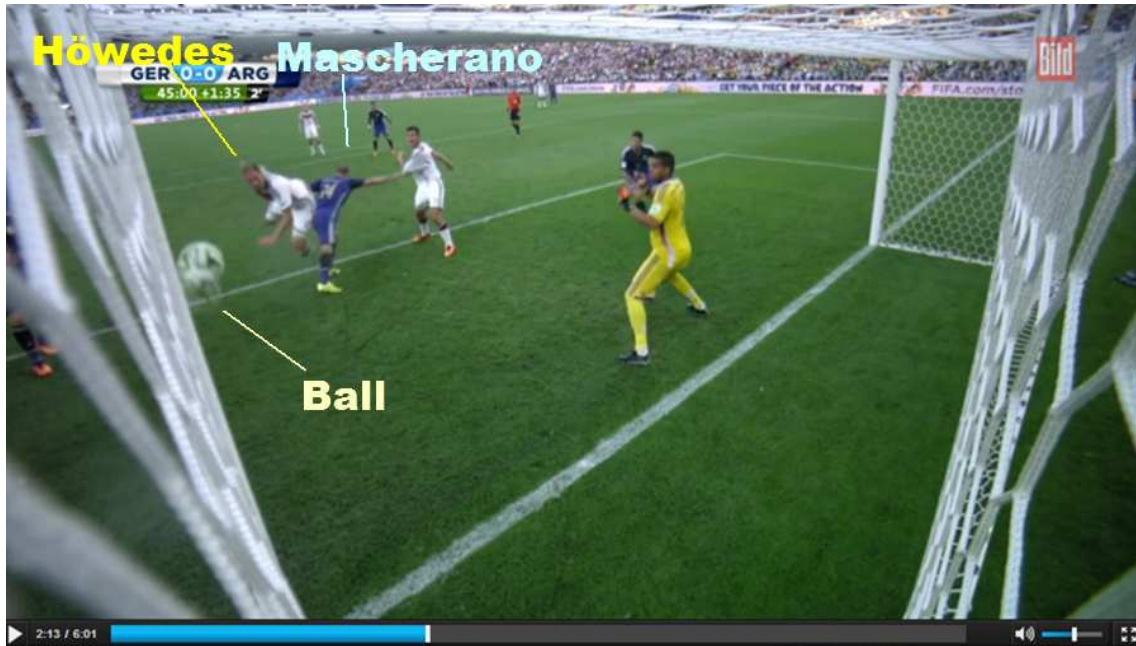 Höwedes
Mascherano
GER 0-0 ARG
45:00 +1:35 2'
Bild
GET YOUR PIECE OF THE ACTION
FIFA.com/sto
Ball
2:13 / 6:01